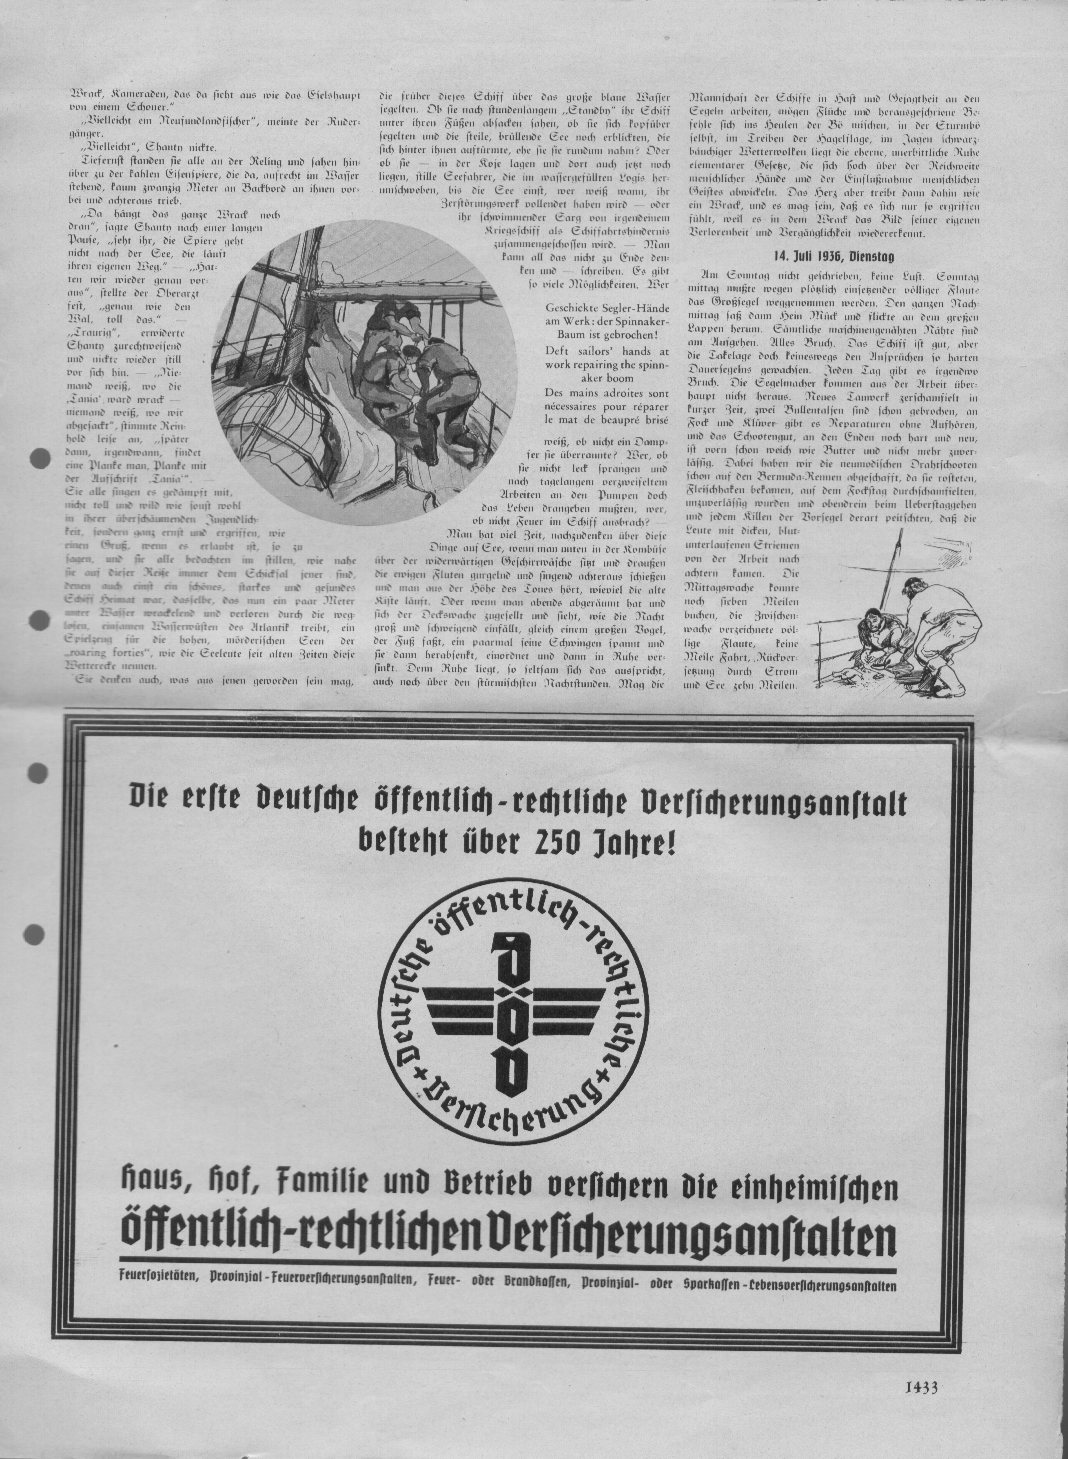 Wrack, Kameraden, das da sieht aus wie das Eselshaupt
von einem Schoner.“
„Vielleicht ein Neufundlandfischer“, meinte der Ruder-
gänger.
„Vielleicht“, Shanty nickte.
Tiefernst standen sie alle an der Reling und sahen hin-
über zu der kahlen Eisenspiere, die da, aufrecht im Wasser
stehend, kaum zwanzig Meter an Backbord an ihnen vor-
bei und achteraus trieb.
„Da hängt das ganze Wrack noch
dran“, sagte Shanty nach einer langen
Pause, „seht ihr, die Spiere geht
nicht nach der See, die läuft
ihren eigenen Weg.“ — „Hat-
ten wir wieder genau vor-
aus“, stellte der Oberarzt
fest, „genau wie den
Wal, toll das.“ —
„Traurig“, erwiderte
Shanty zurechtweisend
und nickte wieder still
vor sich hin. — „Nie-
mand weiß, wo die
‚Tania‘ ward wrack —
niemand weiß, wo wir
abgesackt“, stimmte Rein-
hold leise an, „später
dann, irgendwann, findet
eine Planke man, Planke mit
der Aufschrift ‚Tania‘“. —
Sie alle singen es gedämpft mit,
nicht toll und wild wie sonst wohl
in ihrer überschäumenden Jugendlich-
keit, sondern ganz ernst und ergriffen, wie
einen Gruß, wenn es erlaubt ist, so zu
sagen, und sie alle bedachten im stillen, wie nahe
sie auf dieser Reise immer dem Schicksal jener sind,
denen auch einst ein schönes, starkes und gesundes
Schiff Heimat war, dasselbe, das nun ein paar Meter
unter Wasser wrackelend und verloren durch die weg-
losen, einsamen Wasserwüsten des Atlantik treibt, ein
Spielzeug für die hohen, mörderischen Seen der
„roaring forties“, wie die Seeleute seit alten Zeiten diese
Wetterecke nennen.
Sie denken auch, was aus jenen geworden sein mag,
die früher dieses Schiff über das große blaue Wasser
segelten. Ob sie nach stundenlangem „Standby“ ihr Schiff
unter ihren Füßen absacken sahen, ob sie sich kopfüber
segelten und die steile, brüllende See noch erblickten, die
sich hinter ihnen auftürmte, ehe sie sie rundum nahm? Oder
ob sie — in der Koje lagen und dort auch jetzt noch
liegen, stille Seefahrer, die im wassergefüllten Logis her-
umschweben, bis die See einst, wer weiß wann, ihr
Zerstörungswerk vollendet haben wird — oder
ihr schwimmender Sarg von irgendeinem
Kriegsschiff als Schiffahrtshindernis
zusammengeschossen wird. — Man
kann all das nicht zu Ende den-
ken und — schreiben. Es gibt
so viele Möglichkeiten. Wer
Geschickte Segler-Hände
am Werk: der Spinnaker-
Baum ist gebrochen!
Deft sailors' hands at
work repairing the spinn-
aker boom
Des mains adroites sont
nécessaires pour réparer
le mat de beaupré brisé
weiß, ob nicht ein Damp-
fer sie überrannte? Wer, ob
sie nicht leck sprangen und
nach tagelangem verzweifeltem
Arbeiten an den Pumpen doch
das Leben drangeben mußten, wer,
ob nicht Feuer im Schiff ausbrach? —
Man hat viel Zeit, nachzudenken über diese
Dinge auf See, wenn man unten in der Kombüse
über der widerwärtigen Geschirrwäsche sitzt und draußen
die ewigen Fluten gurgelnd und singend achteraus schießen
und man aus der Höhe des Tones hört, wieviel die alte
Kiste läuft. Oder wenn man abends abgeräumt hat und
sich der Deckswache zugesellt und sieht, wie die Nacht
groß und schweigend einfällt, gleich einem großen Vogel,
der Fuß faßt, ein paarmal seine Schwingen spannt und
sie dann herabsenkt, einordnet und dann in Ruhe ver-
sinkt. Denn Ruhe liegt, so seltsam sich das ausspricht,
auch noch über den stürmischsten Nachtstunden. Mag die
Mannschaft der Schiffe in Hast und Gejagtheit an den
Segeln arbeiten, mögen Flüche und herausgeschriene Be-
fehle sich ins Heulen der Bö mischen, in der Sturmbö
selbst, im Treiben der Hagelflage, im Jagen schwarz-
bauchiger Wetterwolken liegt die eherne, unerbittliche Ruhe
elementarer Gesetze, die sich hoch über der Reichweite
menschlicher Hände und der Einflußnahme menschlichen
Geistes abwickeln. Das Herz aber treibt dann dahin wie
ein Wrack, und es mag sein, daß es sich nur so ergriffen
fühlt, weil es in dem Wrack das Bild seiner eigenen
Verlorenheit und Vergänglichkeit wiedererkennt.
14. Juli 1936, Dienstag
Am Sonntag nicht geschrieben, keine Lust. Sonntag
mittag mußte wegen plötzlich einsetzender völliger Flaute
das Großsegel weggenommen werden. Den ganzen Nach-
mittag saß dann Hein Mück und flickte an dem großen
Lappen herum. Sämtliche maschinengenähten Nähte sind
am Aufgehen. Alles Bruch. Das Schiff ist gut, aber
die Takelage doch keineswegs den Ansprüchen so harten
Dauersegelns gewachsen. Jeden Tag gibt es irgendwo
Bruch. Die Segelmacher kommen aus der Arbeit über-
haupt nicht heraus. Neues Tauwerk zerschamfielt in
kurzer Zeit, zwei Bullentaljen sind schon gebrochen, an
Fock und Klüver gibt es Reparaturen ohne Aufhören,
und das Schootengut, an den Enden noch hart und neu,
ist vorn schon weich wie Butter und nicht mehr zuver-
lässig. Dabei haben wir die neumodischen Drahtschooten
schon auf den Bermuda-Rennen abgeschafft, da sie rosteten,
Fleischhaken bekamen, auf dem Fockstag durchschamfielten,
unzuverlässig wurden und obendrein beim Ueberstaggehen
und jedem Killen der Vorsegel derart peitschten, daß die
Leute mit dicken, blut-
unterlaufenen Striemen
von der Arbeit nach
achtern kamen. Die
Mittagswache konnte
noch sieben Meilen
buchen, die Zwischen-
wache verzeichnete völ-
lige Flaute, keine
Meile Fahrt, ‚Rückver-
setzung durch Strom
und See zehn Meilen.
Die erste deutsche öffentlich-rechtliche Versicherungsanstalt
besteht über 250 Jahre!
Deutsche öffentlich-rechtliche
Versicherung
D
Ö
V
Haus, Hof, Familie und Betrieb versichern die einheimischen
öffentlich-rechtlichen Versicherungsanstalten
Feuersozietäten, Provinzial-Feuerversicherungsanstalten, Feuer- oder Brandkassen, Provinzial- oder Sparkassen-Lebensversicherungsanstalten
1433